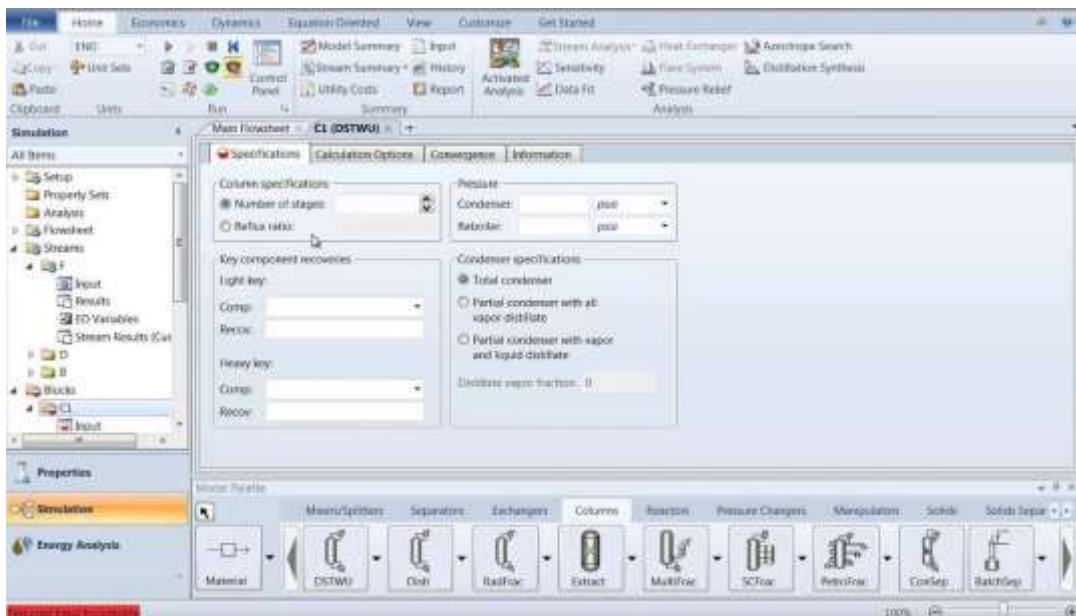 File Home Economics Dynamics Equation Oriented View Customize Get Started
Cut ENG Model Summary Input Stream Analysis Heat Exchanger Azeotrope Search
Copy Unit Sets Stream Summary History Sensitivity Flare System Distillation Synthesis
Paste Control Panel Utility Costs Report Activated Analysis Data Fit Pressure Relief
Clipboard Units Run Summary Analysis
Simulation Main Flowsheet C1 (DSTWU) +
All Items Specifications Calculation Options Convergence Information
Setup Column specifications Pressure
Property Sets Number of stages: Condenser: psia
Analysis Reflux ratio: Reboiler: psia
Flowsheet
Streams Key component recoveries Condenser specifications
F Light key: Total condenser
Input Comp: Partial condenser with all vapor distillate
Results Recov:
EO Variables Partial condenser with vapor and liquid distillate
Stream Results (Cus
D Heavy key:
B Comp: Distillate vapor fraction: 0
Blocks Recov:
C1
Input
Properties
Model Palette
Simulation Mixers/Splitters Separators Exchangers Columns Reactors Pressure Changers Manipulators Solids Solids Separ
Energy Analysis
Material DSTWU Distl RadFrac Extract MultiFrac SCFrac PetroFrac ConSep BatchSep
Required Input Incomplete 100%